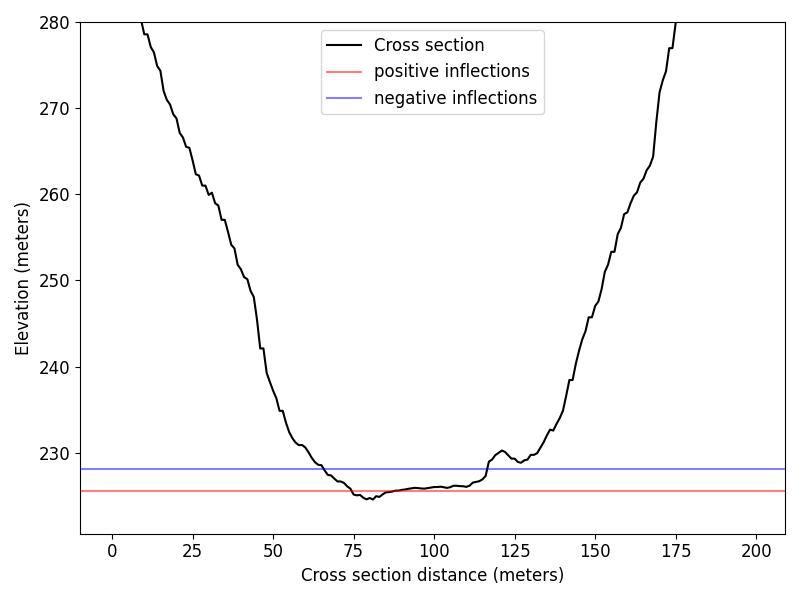 280
270
260
250
240
230
Elevation (meters)
Cross section
positive inflections
negative inflections
0 25 50 75 100 125 150 175 200
Cross section distance (meters)